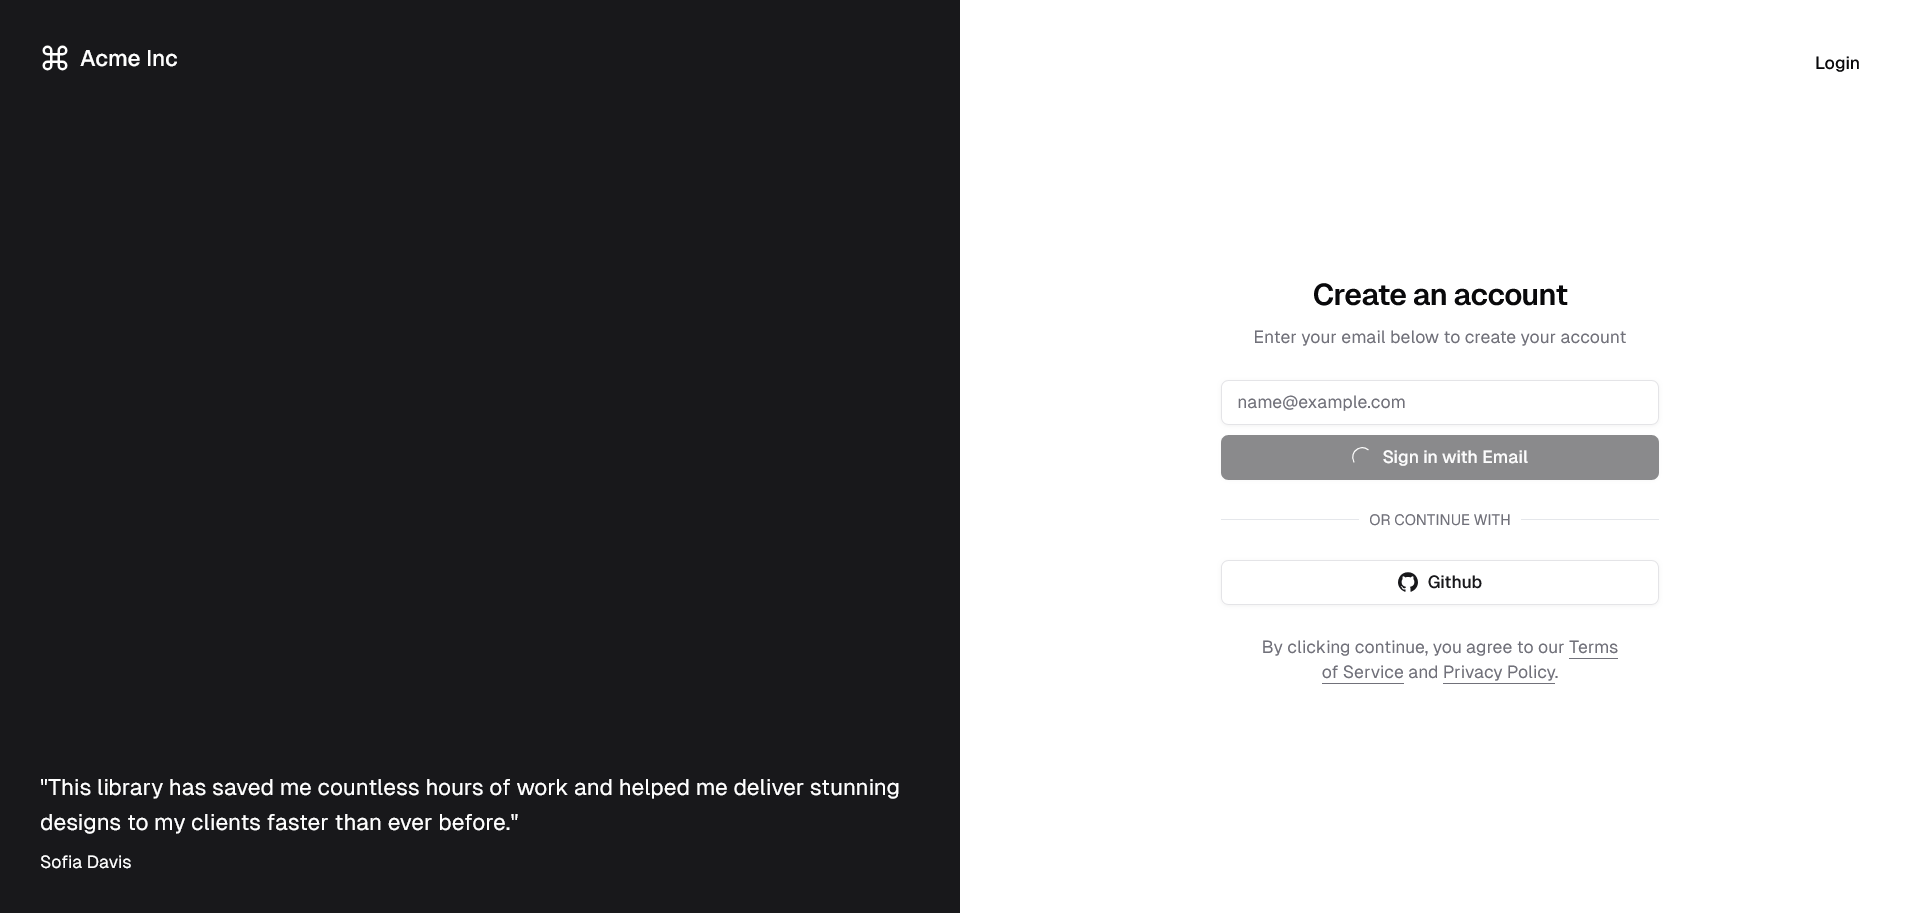 Acme Inc
"This library has saved me countless hours of work and helped me deliver stunning
designs to my clients faster than ever before."
Sofia Davis
Login
Create an account
Enter your email below to create your account
name@example.com
Sign in with Email
OR CONTINUE WITH
Github
By clicking continue, you agree to our Terms
of Service and Privacy Policy.